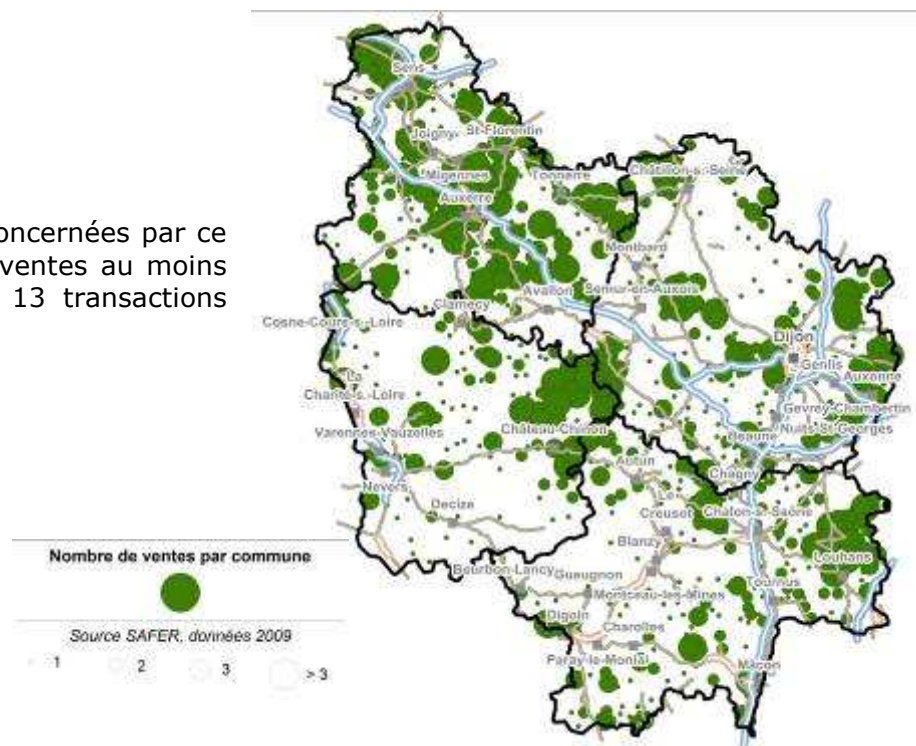 oncernées par ce
ventes au moins
13 transactions
Sens
Joigny
St-Florentin
Migennes
Auxerre
Tonnerre
Châtillon-s.-Seine
Montbard
Clamecy
Avallon
Semur-en-Auxois
Cosne-Cours-s.-Loire
Dijon
Genlis
Auxonne
La
Charité-s.-Loire
Gevrey-Chambertin
Nuits-St-Georges
Varennes-Vauzelles
Château-Chinon
Beaune
Nevers
Autun
Chagny
Decize
Le
Creusot
Chalon-s.-Saône
Blanzy
Louhans
Bourbon-Lancy
Gueugnon
Tournus
Montceau-les-Mines
Digoin
Charolles
Paray-le-Monial
Mâcon
Nombre de ventes par commune
Source SAFER, données 2009
1 2 3 > 3